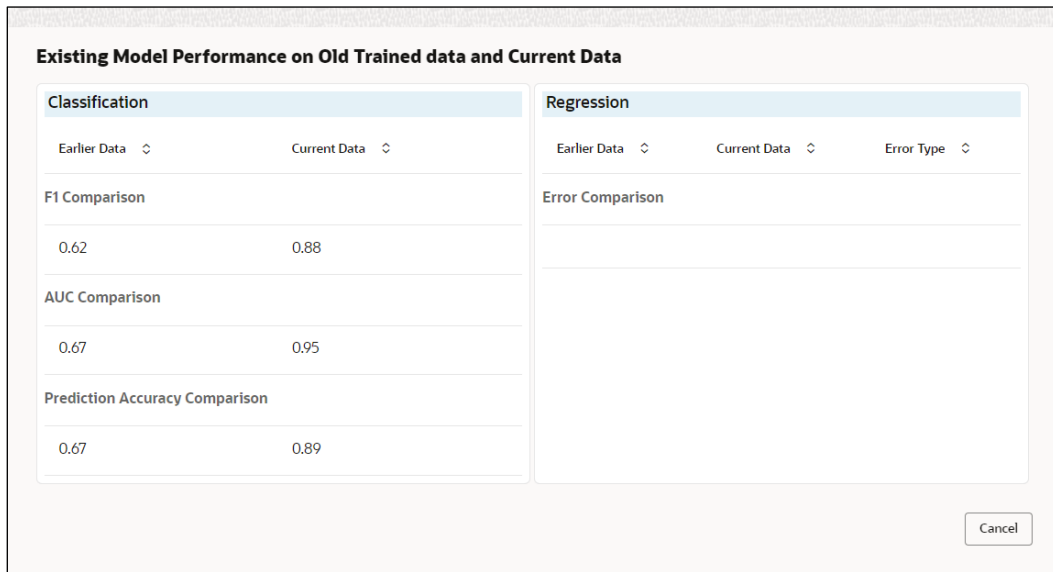 Existing Model Performance on Old Trained data and Current Data
Classification
Earlier Data Current Data
F1 Comparison
0.62 0.88
AUC Comparison
0.67 0.95
Prediction Accuracy Comparison
0.67 0.89
Regression
Earlier Data Current Data Error Type
Error Comparison
Cancel